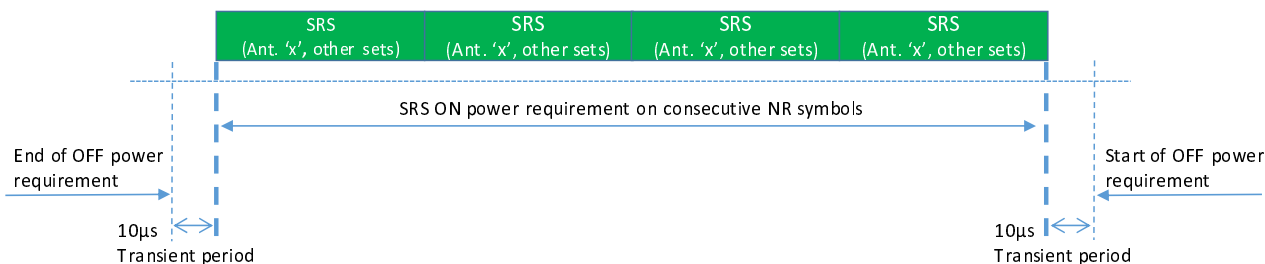 SRS
(Ant. ‘x’, other sets)
SRS
(Ant. ‘x’, other sets)
SRS
(Ant. ‘x’, other sets)
SRS
(Ant. ‘x’, other sets)
SRS ON power requirement on consecutive NR symbols
End of OFF power
requirement
Start of OFF power
requirement
10µs
Transient period
10µs
Transient period